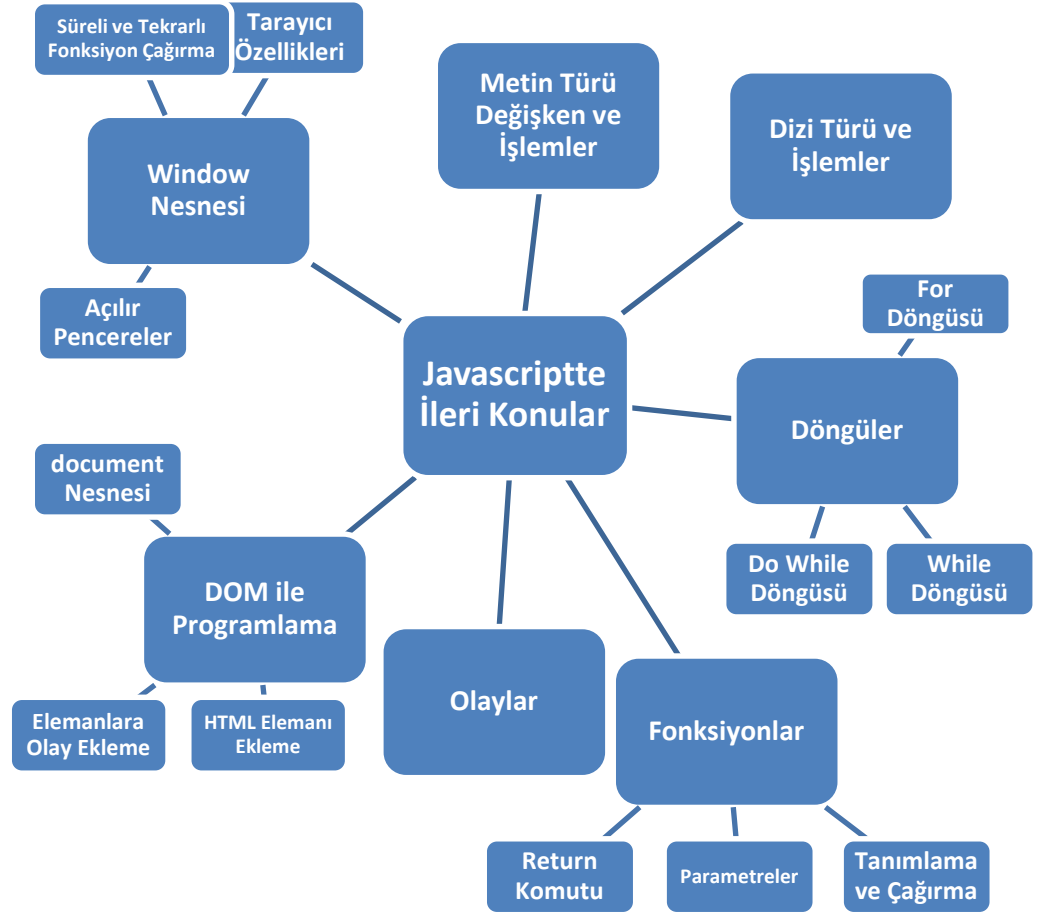 Süreli ve Tekrarlı
Fonksiyon Çağırma
Tarayıcı
Özellikleri
Window
Nesnesi
Açılır
Pencereler
Metin Türü
Değişken ve
İşlemler
Dizi Türü ve
İşlemler
For
Döngüsü
Javascriptte
İleri Konular
Döngüler
Do While
Döngüsü
While
Döngüsü
document
Nesnesi
DOM ile
Programlama
Elemanlara
Olay Ekleme
HTML Elemanı
Ekleme
Olaylar
Fonksiyonlar
Return
Komutu
Parametreler
Tanımlama
ve Çağırma